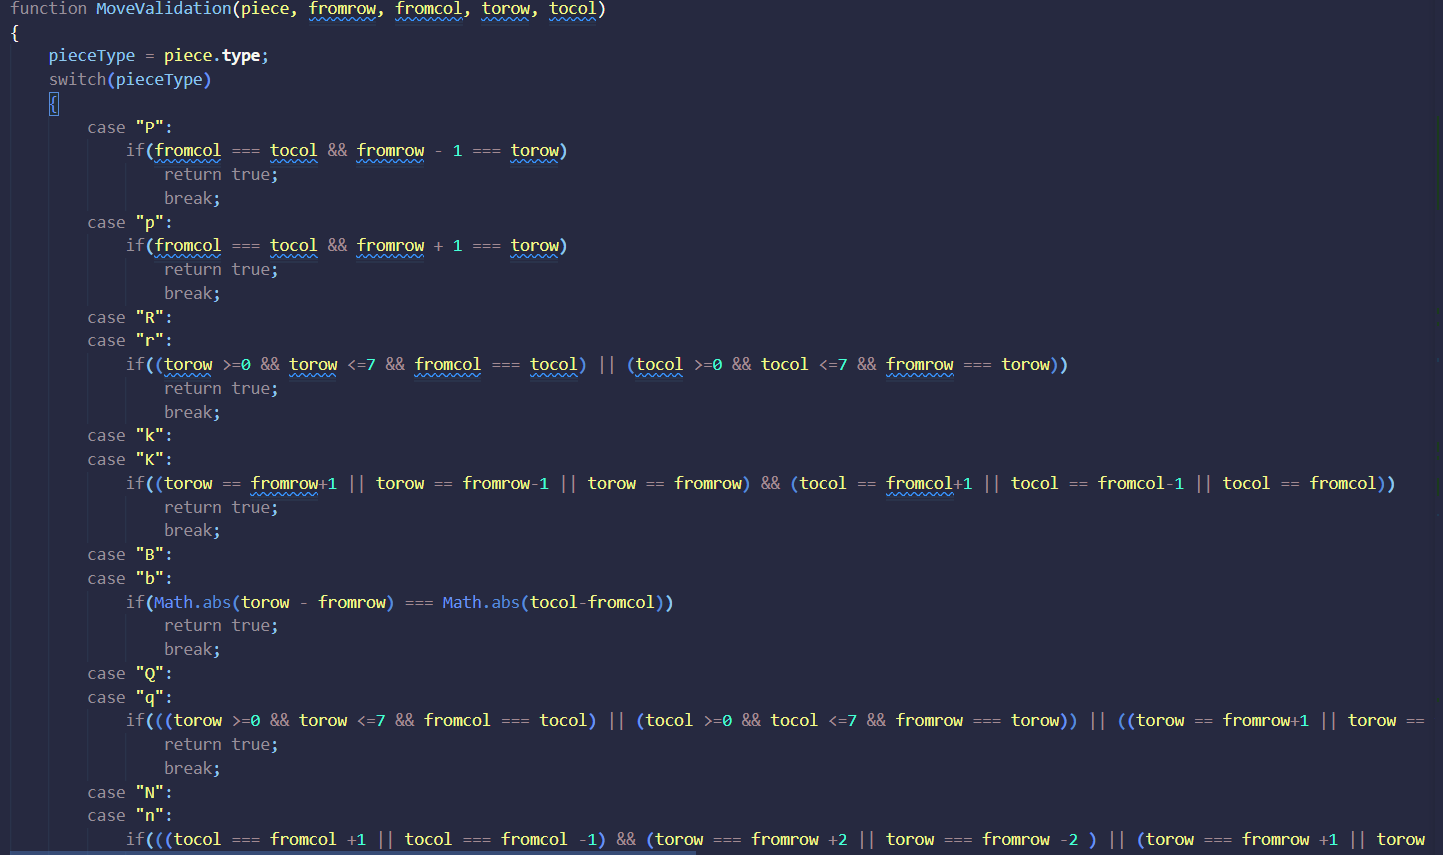 function MoveValidation(piece, fromrow, fromcol, torow, tocol)
{
    pieceType = piece.type;
    switch(pieceType)
    {
        case "P":
            if(fromcol === tocol && fromrow - 1 === torow)
                return true;
                break;
        case "p":
            if(fromcol === tocol && fromrow + 1 === torow)
                return true;
                break;
        case "R":
        case "r":
            if((torow >=0 && torow <=7 && fromcol === tocol) || (tocol >=0 && tocol <=7 && fromrow === torow))
                return true;
                break;
        case "k":
        case "K":
            if((torow == fromrow+1 || torow == fromrow-1 || torow == fromrow) && (tocol == fromcol+1 || tocol == fromcol-1 || tocol == fromcol))
                return true;
                break;
        case "B":
        case "b":
            if(Math.abs(torow - fromrow) === Math.abs(tocol-fromcol))
                return true;
                break;
        case "Q":
        case "q":
            if(((torow >=0 && torow <=7 && fromcol === tocol) || (tocol >=0 && tocol <=7 && fromrow === torow)) || ((torow == fromrow+1 || torow ==
                return true;
                break;
        case "N":
        case "n":
            if(((tocol === fromcol +1 || tocol === fromcol -1) && (torow === fromrow +2 || torow === fromrow -2 ) || (torow === fromrow +1 || torow